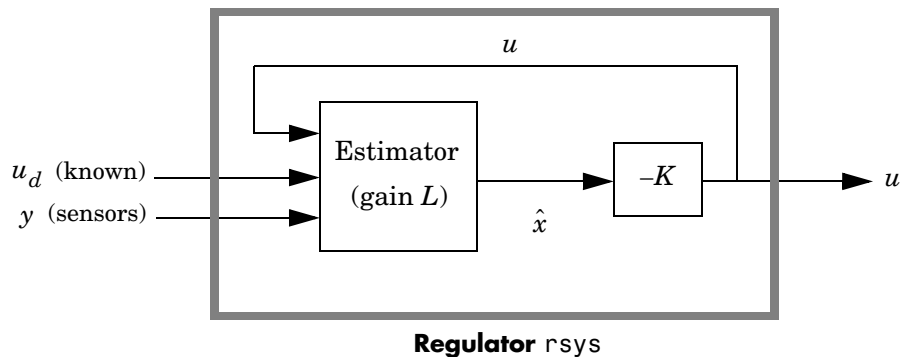 u
u_d (known)
y (sensors)
Estimator
(gain L)
x̂
–K
u
Regulator rsys